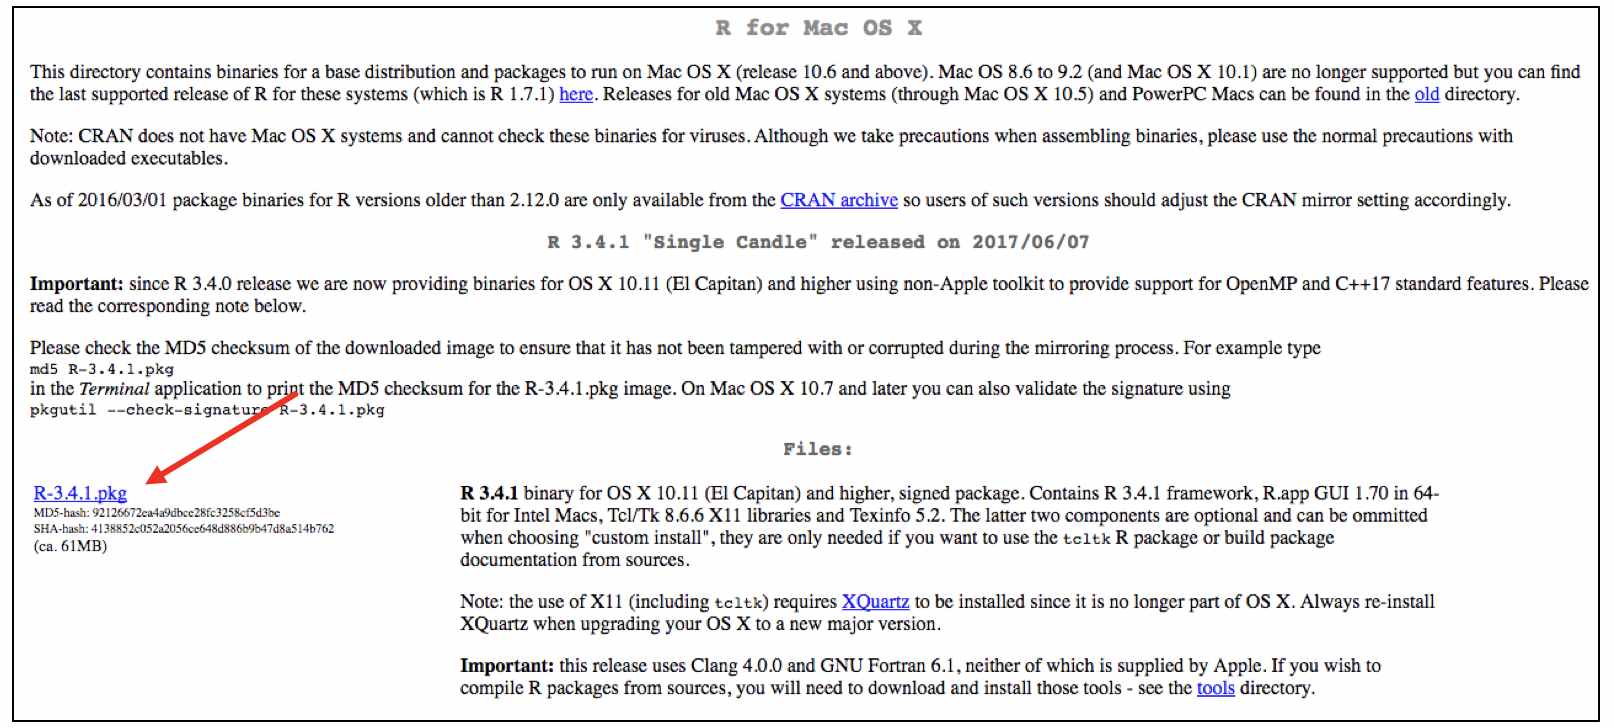 R for Mac OS X
This directory contains binaries for a base distribution and packages to run on Mac OS X (release 10.6 and above). Mac OS 8.6 to 9.2 (and Mac OS X 10.1) are no longer supported but you can find
the last supported release of R for these systems (which is R 1.7.1) here. Releases for old Mac OS X systems (through Mac OS X 10.5) and PowerPC Macs can be found in the old directory.
Note: CRAN does not have Mac OS X systems and cannot check these binaries for viruses. Although we take precautions when assembling binaries, please use the normal precautions with
downloaded executables.
As of 2016/03/01 package binaries for R versions older than 2.12.0 are only available from the CRAN archive so users of such versions should adjust the CRAN mirror setting accordingly.
R 3.4.1 "Single Candle" released on 2017/06/07
Important: since R 3.4.0 release we are now providing binaries for OS X 10.11 (El Capitan) and higher using non-Apple toolkit to provide support for OpenMP and C++17 standard features. Please
read the corresponding note below.
Please check the MD5 checksum of the downloaded image to ensure that it has not been tampered with or corrupted during the mirroring process. For example type
md5 R-3.4.1.pkg
in the Terminal application to print the MD5 checksum for the R-3.4.1.pkg image. On Mac OS X 10.7 and later you can also validate the signature using
pkgutil --check-signature R-3.4.1.pkg
Files:
R-3.4.1.pkg
MD5-hash: 92126672ea4a9dbce28fc3258cf5d3be
SHA-hash: 4138852c052a2056ce648d886b9b47d8a514b762
(ca. 61MB)
R 3.4.1 binary for OS X 10.11 (El Capitan) and higher, signed package. Contains R 3.4.1 framework, R.app GUI 1.70 in 64-
bit for Intel Macs, Tcl/Tk 8.6.6 X11 libraries and Texinfo 5.2. The latter two components are optional and can be ommitted
when choosing "custom install", they are only needed if you want to use the tcltk R package or build package
documentation from sources.
Note: the use of X11 (including tcltk) requires XQuartz to be installed since it is no longer part of OS X. Always re-install
XQuartz when upgrading your OS X to a new major version.
Important: this release uses Clang 4.0.0 and GNU Fortran 6.1, neither of which is supplied by Apple. If you wish to
compile R packages from sources, you will need to download and install those tools - see the tools directory.